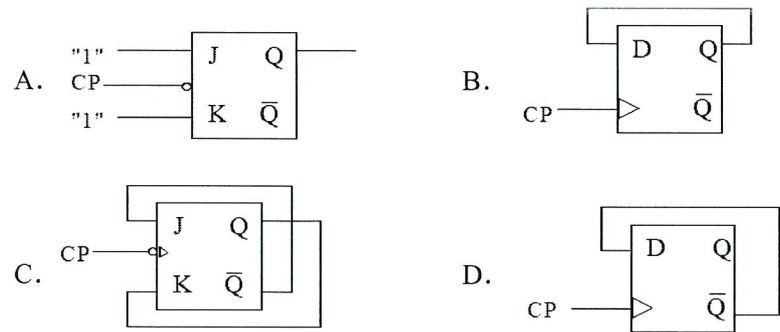 A. "1" J Q
CP
"1" K Q̅
B. D Q
CP Q̅
C. J Q
CP
K Q̅
D. D Q
CP Q̅